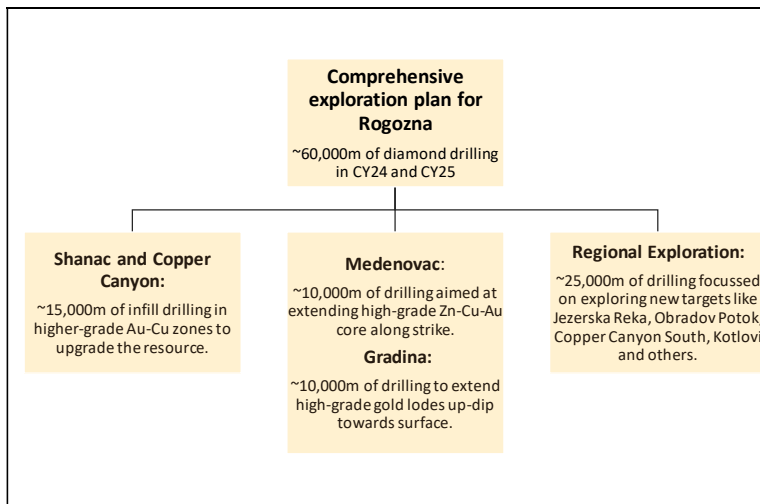 Comprehensive
exploration plan for
Rogozna
~60,000m of diamond drilling
in CY24 and CY25
Shanac and Copper
Canyon:
~15,000m of infill drilling in
higher-grade Au-Cu zones to
upgrade the resource.
Medenovac:
~10,000m of drilling aimed at
extending high-grade Zn-Cu-Au
core along strike.
Gradina:
~10,000m of drilling to extend
high-grade gold lodes up-dip
towards surface.
Regional Exploration:
~25,000m of drilling focussed
on exploring new targets like
Jezerska Reka, Obradov Potok,
Copper Canyon South, Kotlovi
and others.